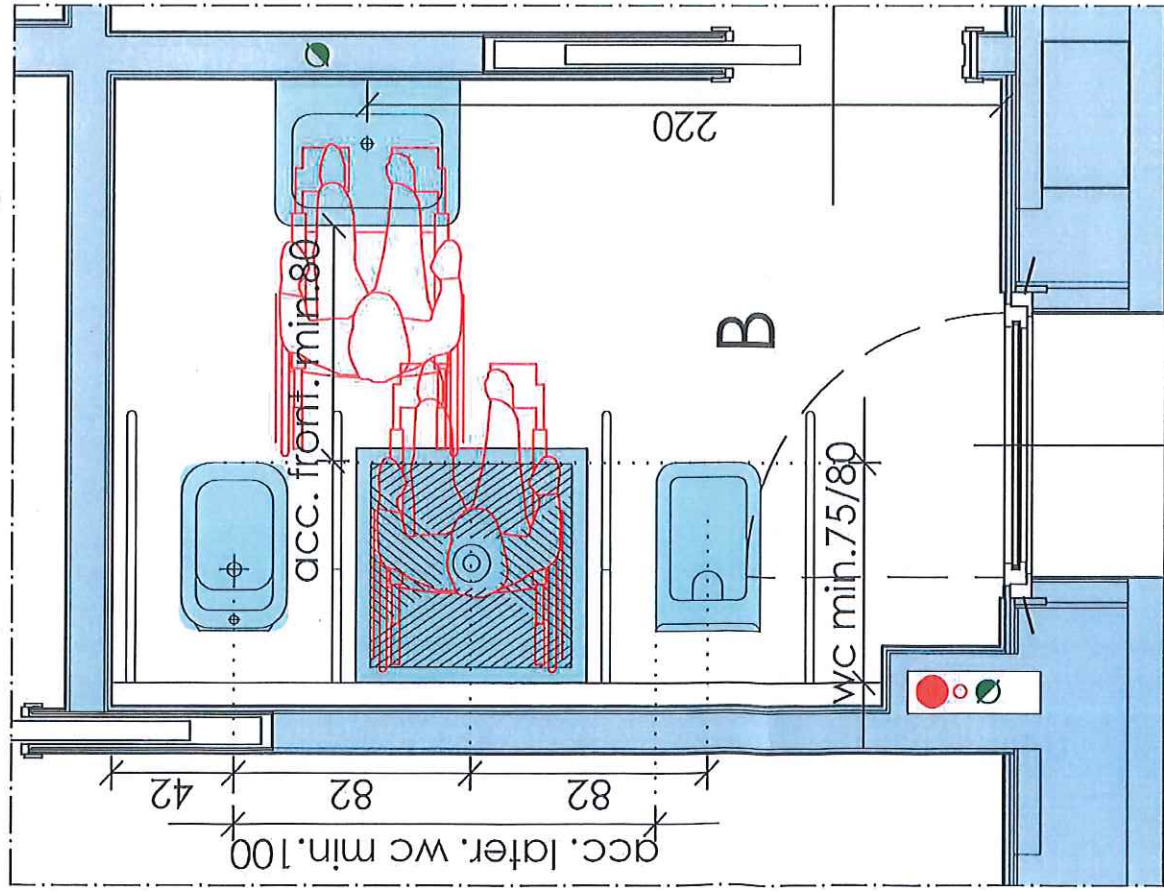 220
acc. front. min.80
B
wc min.75/80
42
82
82
acc. later. wc min.100